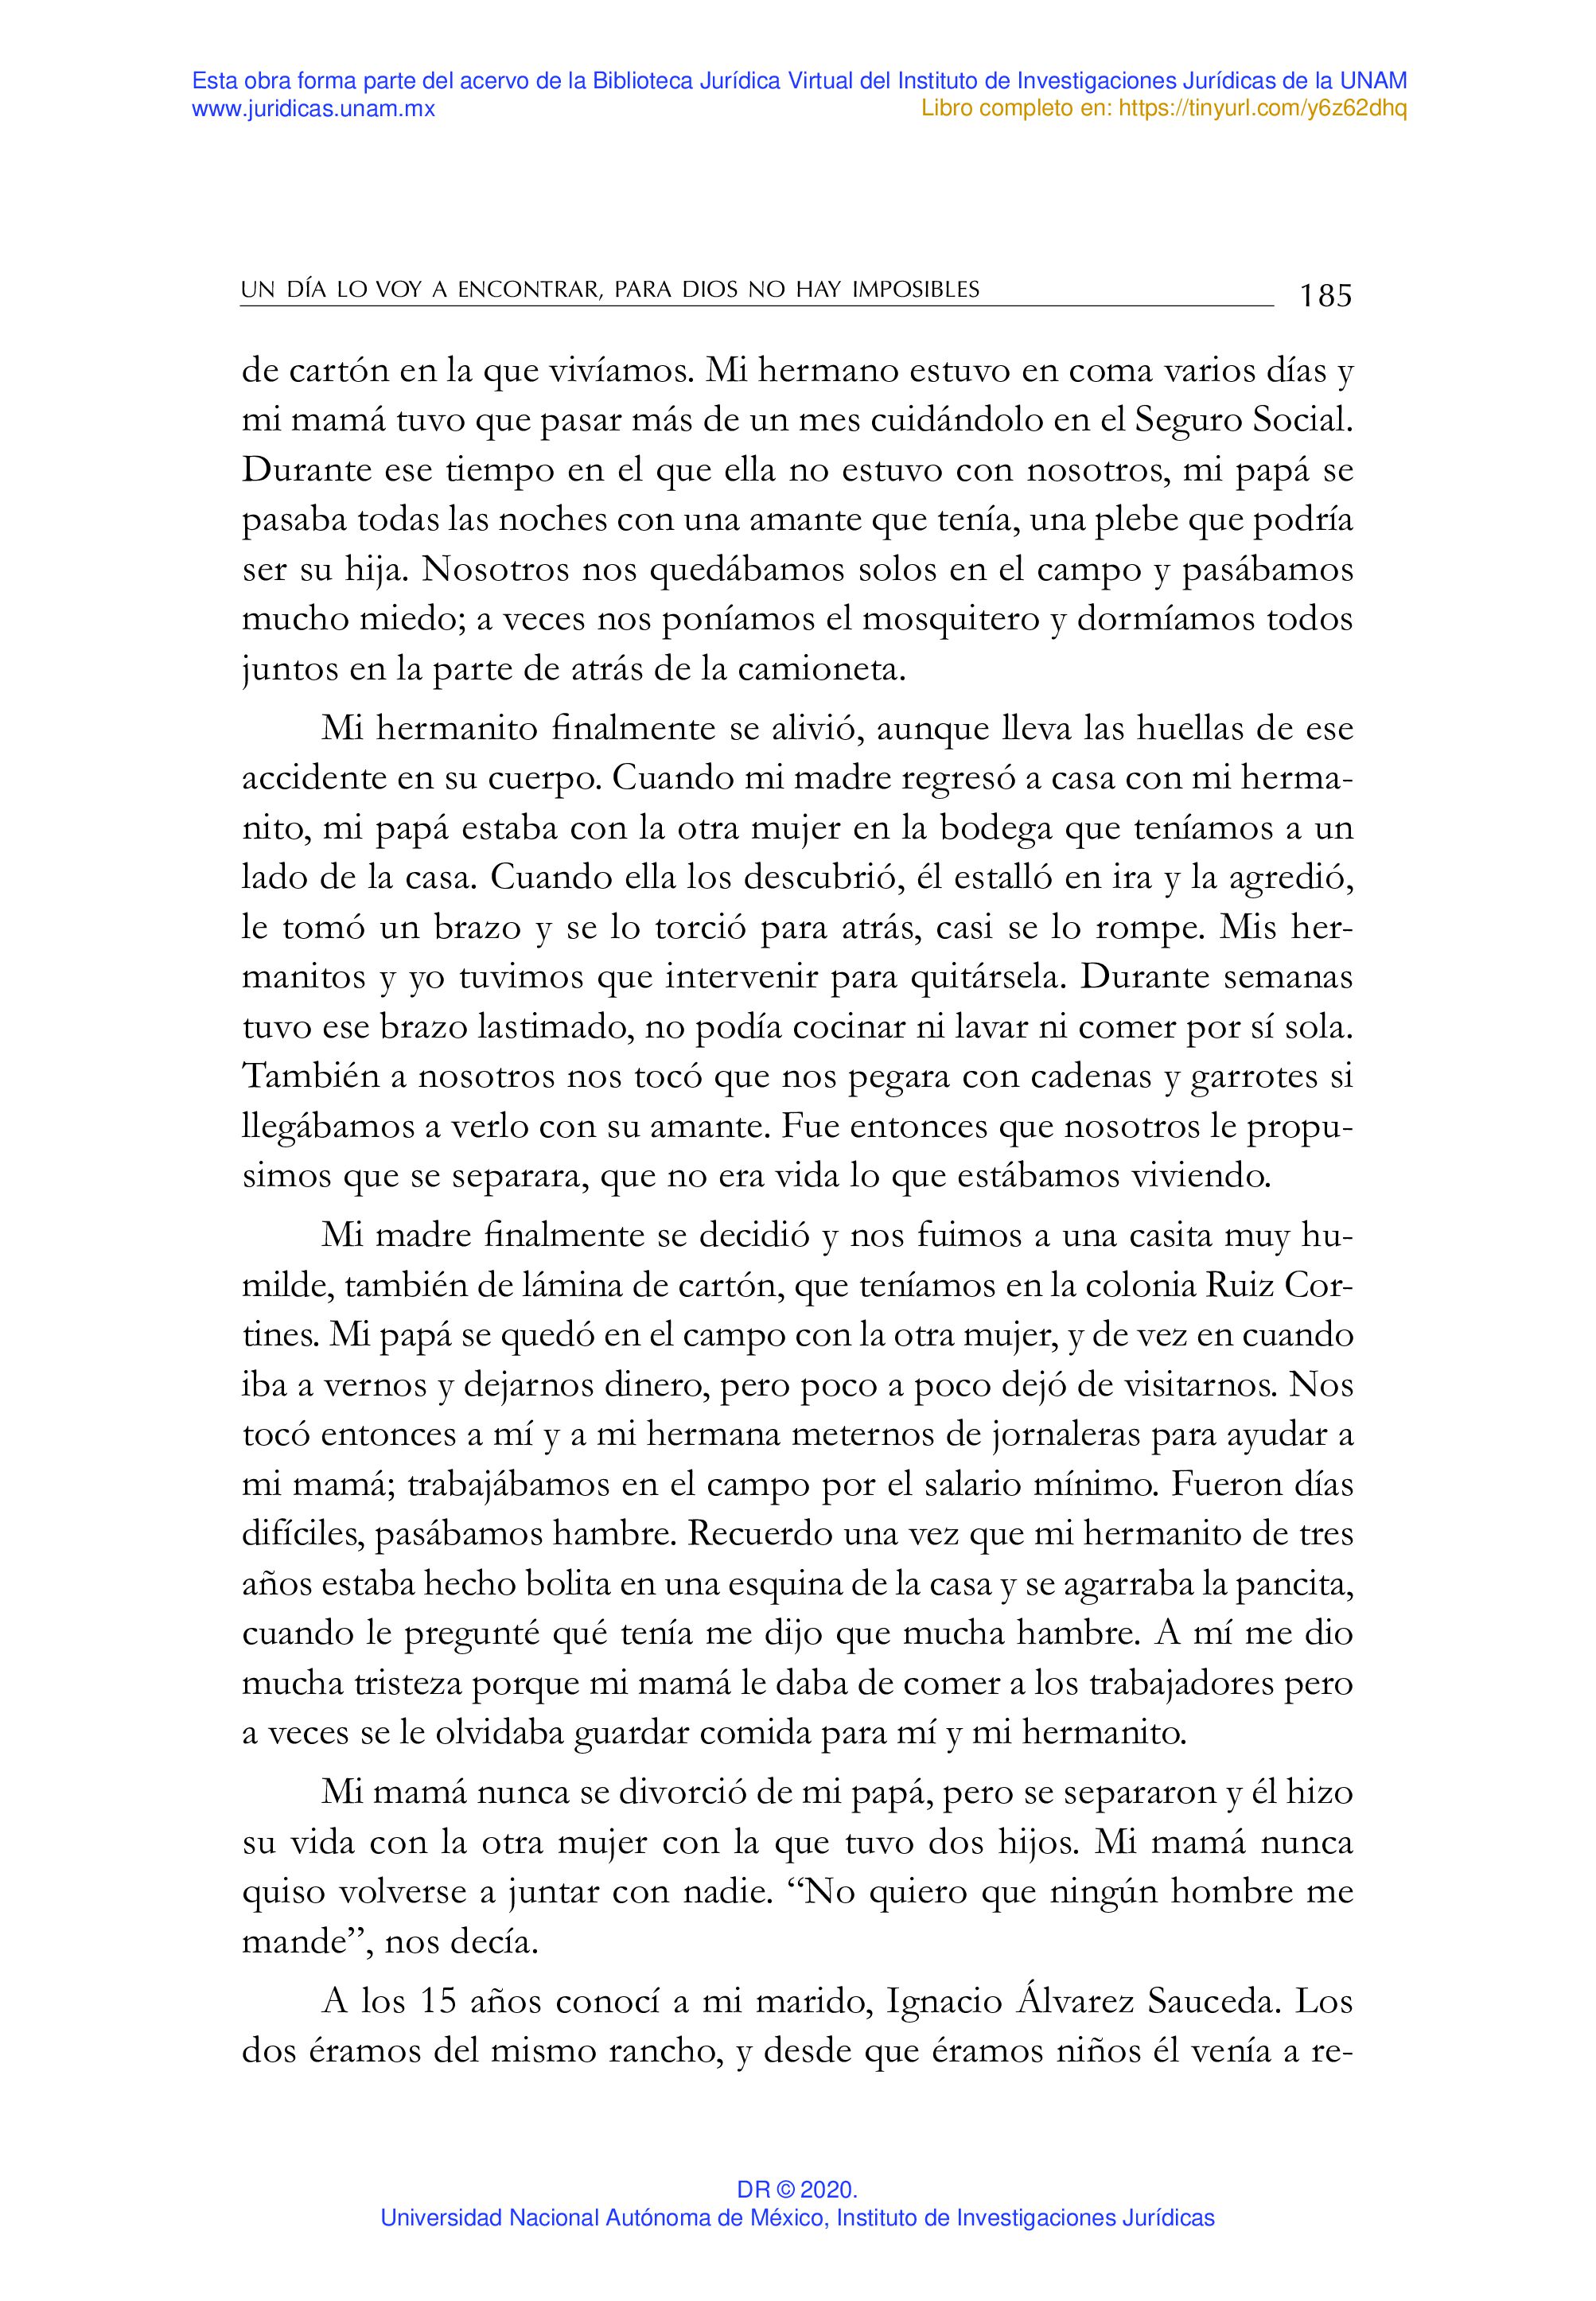 Esta obra forma parte del acervo de la Biblioteca Jurídica Virtual del Instituto de Investigaciones Jurídicas de la UNAM
www.juridicas.unam.mx
Libro completo en: https://tinyurl.com/y6z62dhq
UN DÍA LO VOY A ENCONTRAR, PARA DIOS NO HAY IMPOSIBLES 185
de cartón en la que vivíamos. Mi hermano estuvo en coma varios días y
mi mamá tuvo que pasar más de un mes cuidándolo en el Seguro Social.
Durante ese tiempo en el que ella no estuvo con nosotros, mi papá se
pasaba todas las noches con una amante que tenía, una plebe que podría
ser su hija. Nosotros nos quedábamos solos en el campo y pasábamos
mucho miedo; a veces nos poníamos el mosquitero y dormíamos todos
juntos en la parte de atrás de la camioneta.
Mi hermanito finalmente se alivió, aunque lleva las huellas de ese
accidente en su cuerpo. Cuando mi madre regresó a casa con mi herma-
nito, mi papá estaba con la otra mujer en la bodega que teníamos a un
lado de la casa. Cuando ella los descubrió, él estalló en ira y la agredió,
le tomó un brazo y se lo torció para atrás, casi se lo rompe. Mis her-
manitos y yo tuvimos que intervenir para quitársela. Durante semanas
tuvo ese brazo lastimado, no podía cocinar ni lavar ni comer por sí sola.
También a nosotros nos tocó que nos pegara con cadenas y garrotes si
llegábamos a verlo con su amante. Fue entonces que nosotros le propu-
simos que se separara, que no era vida lo que estábamos viviendo.
Mi madre finalmente se decidió y nos fuimos a una casita muy hu-
milde, también de lámina de cartón, que teníamos en la colonia Ruiz Cor-
tines. Mi papá se quedó en el campo con la otra mujer, y de vez en cuando
iba a vernos y dejarnos dinero, pero poco a poco dejó de visitarnos. Nos
tocó entonces a mí y a mi hermana meternos de jornaleras para ayudar a
mi mamá; trabajábamos en el campo por el salario mínimo. Fueron días
difíciles, pasábamos hambre. Recuerdo una vez que mi hermanito de tres
años estaba hecho bolita en una esquina de la casa y se agarraba la pancita,
cuando le pregunté qué tenía me dijo que mucha hambre. A mí me dio
mucha tristeza porque mi mamá le daba de comer a los trabajadores pero
a veces se le olvidaba guardar comida para mí y mi hermanito.
Mi mamá nunca se divorció de mi papá, pero se separaron y él hizo
su vida con la otra mujer con la que tuvo dos hijos. Mi mamá nunca
quiso volverse a juntar con nadie. “No quiero que ningún hombre me
mande”, nos decía.
A los 15 años conocí a mi marido, Ignacio Álvarez Sauceda. Los
dos éramos del mismo rancho, y desde que éramos niños él venía a re-
DR © 2020.
Universidad Nacional Autónoma de México, Instituto de Investigaciones Jurídicas